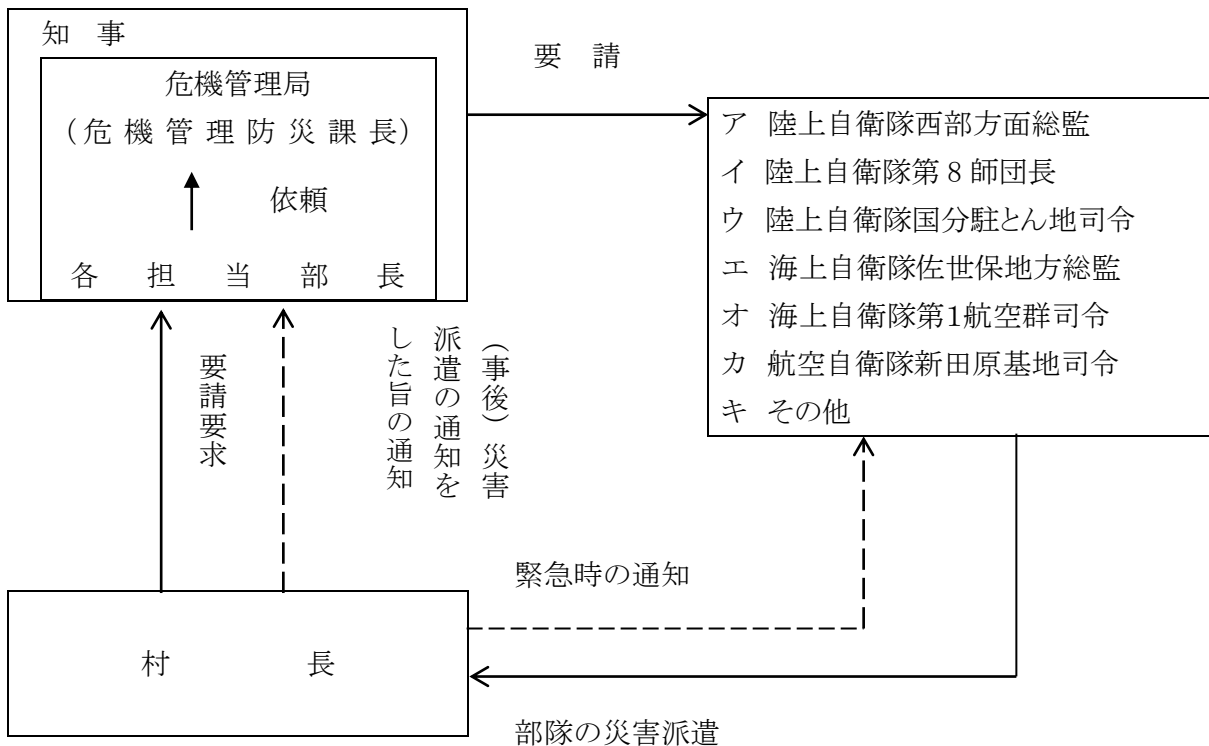 知　事
危機管理局
（危機管理防災課長）
依頼
各担当部長
要　請
ア　陸上自衛隊西部方面総監
イ　陸上自衛隊第８師団長
ウ　陸上自衛隊国分駐とん地司令
エ　海上自衛隊佐世保地方総監
オ　海上自衛隊第1航空群司令
カ　航空自衛隊新田原基地司令
キ　その他
要請要求
（事後）災害
派遣の通知を
した旨の通知
緊急時の通知
村　長
部隊の災害派遣